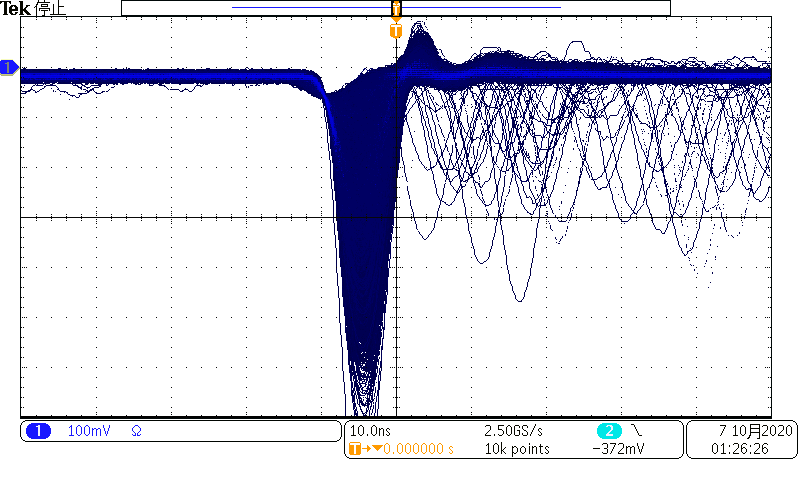 Tek 停止
T
T
1
1 100mV Ω
10.0ns 2.50GS/s 2 -372mV
T→▼0.000000 s 10k points
7 10月2020
01:26:26